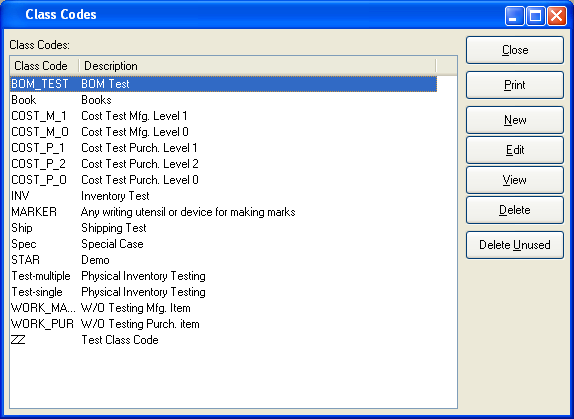 Class Codes
Class Codes:
Close
Class Code Description
BOM_TEST BOM Test
Print
Book Books
COST_M_1 Cost Test Mfg. Level 1
New
COST_M_0 Cost Test Mfg. Level 0
COST_P_1 Cost Test Purch. Level 1
Edit
COST_P_2 Cost Test Purch. Level 2
COST_P_0 Cost Test Purch. Level 0
View
INV Inventory Test
MARKER Any writing utensil or device for making marks
Delete
Ship Shipping Test
Spec Special Case
Delete Unused
STAR Demo
Test-multiple Physical Inventory Testing
Test-single Physical Inventory Testing
WORK_MA... W/O Testing Mfg. Item
WORK_PUR W/O Testing Purch. item
ZZ Test Class Code